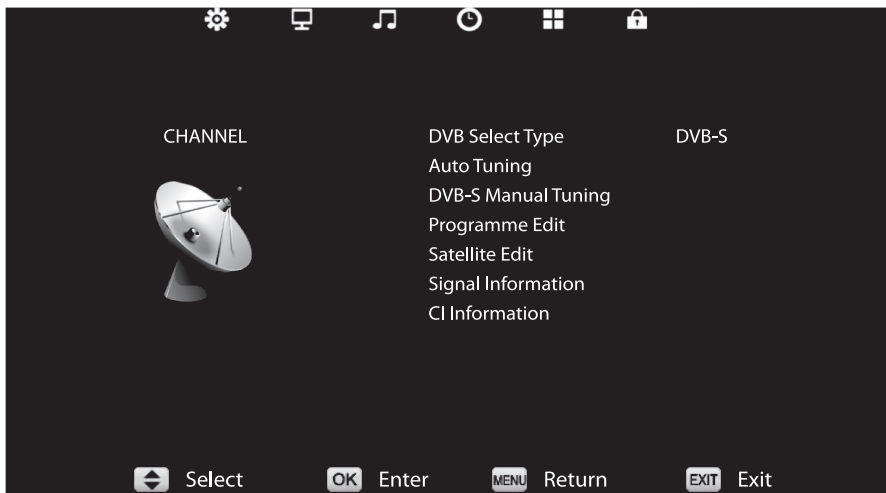 CHANNEL
DVB Select Type DVB-S
Auto Tuning
DVB-S Manual Tuning
Programme Edit
Satellite Edit
Signal Information
CI Information
Select OK Enter MENU Return EXIT Exit